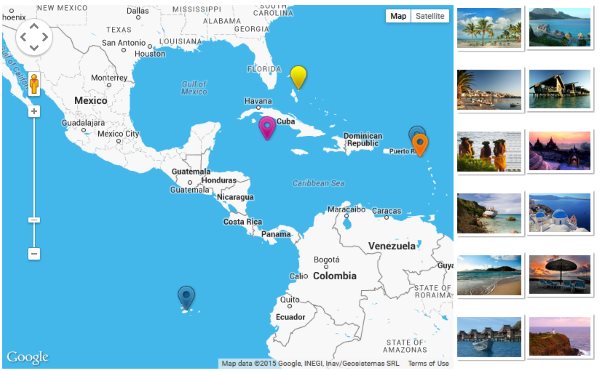 NEW MEXICO
MISSISSIPPI
SOUTH
CAROLINA
Dallas
ALABAMA
Map
Satellite
hoenix
TEXAS
GEORGIA
San Antonio
LOUISIANA
Houston
FLORIDA
Gulf of
Mexico
Monterrey
Mexico
Havana
Cuba
Guadalajara
Mexico City
Dominican
Republic
Puerto R
Guatemala
Honduras
Guatemala
Nicaragua
Caribbean Sea
Costa Rica
Maracaibo
Caracas
Panama
Venezuela
Bogotá
Colombia
Guy
Cali
STATE OF
RORAIMA
Quito
Ecuador
STATE OF
AMAZONAS
Google
Map data ©2015 Google, INEGI, Inav/Geosistemas SRL
Terms of Use